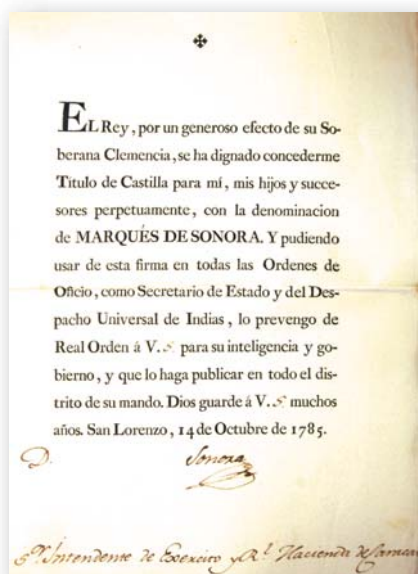 EL Rey, por un generoso efecto de su So-
berana Clemencia, se ha dignado concederme
Título de Castilla para mí, mis hijos y succe-
sores perpetuamente, con la denominacion
de MARQUÉS DE SONORA. Y pudiendo
usar de esta firma en todas las Ordenes de
Oficio, como Secretario de Estado y del Des-
pacho Universal de Indias, lo prevengo de
Real Orden á V.S para su inteligencia y go-
bierno, y que lo haga publicar en todo el dis-
trito de su mando. Dios guarde á V.S muchos
años. San Lorenzo, 14 de Octubre de 1785.
D. Sonora
Sr. Intendente de Exercito y Rl. Hacienda de Caracas